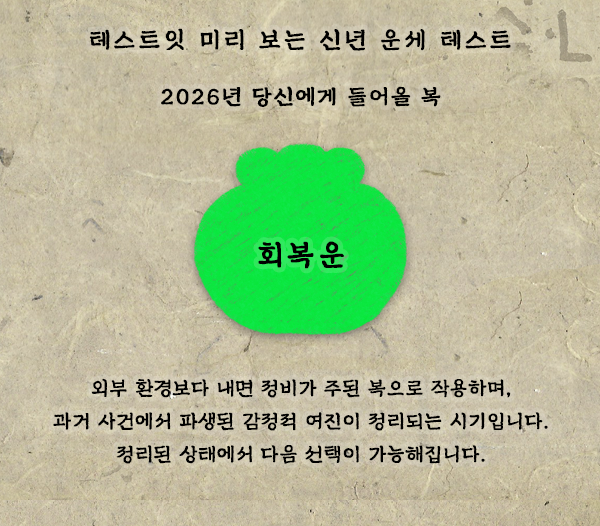 테스트잇 미리 보는 신년 운세 테스트
2026년 당신에게 들어올 복
회복운
외부 환경보다 내면 정비가 주된 복으로 작용하며,
과거 사건에서 파생된 감정적 여진이 정리되는 시기입니다.
정리된 상태에서 다음 선택이 가능해집니다.